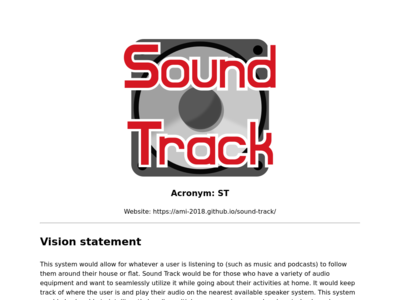 Sound
Track
Acronym: ST
Website: https://ami-2018.github.io/sound-track/
Vision statement
This system would allow for whatever a user is listening to (such as music and podcasts) to follow
them around their house or flat. Sound Track would be for those who have a variety of audio
equipment and want to seamlessly utilize it while going about their activities at home. It would keep
track of where the user is and play their audio on the nearest available speaker system. This system